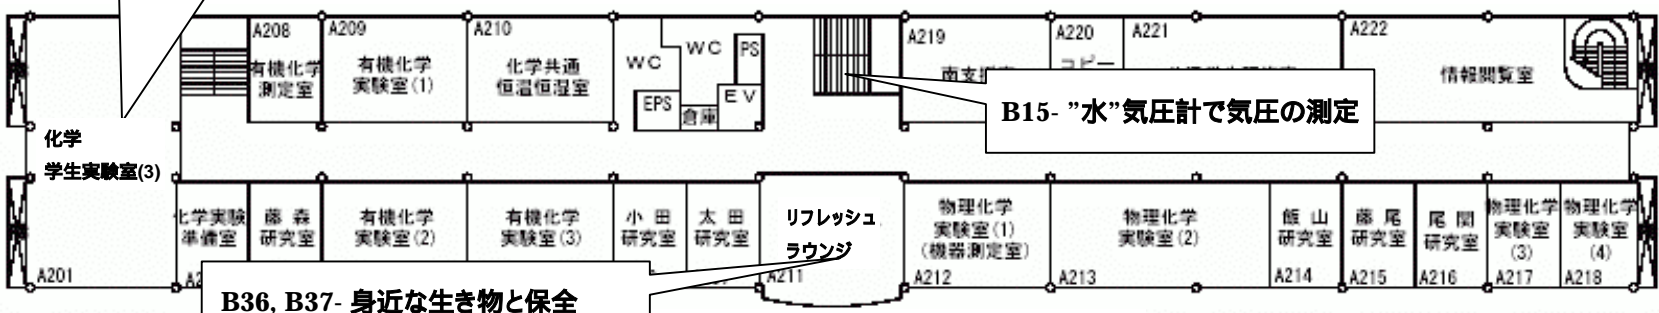 A208
有機化学
測定室
A209
有機化学
実験室(1)
A210
化学共通
恒温恒湿室
WC
WC
PS
EPS
倉庫
EV
A219
A220
コピー
A221
A222
情報閲覧室
B15- ”水”気圧計で気圧の測定
化学
学生実験室(3)
A201
化学実験
準備室
藤森
研究室
有機化学
実験室(2)
有機化学
実験室(3)
小田
研究室
太田
研究室
リフレッシュ
ラウンジ
A211
物理化学
実験室(1)
(機器測定室)
A212
物理化学
実験室(2)
A213
飯山
研究室
A214
藤尾
研究室
A215
尾関
研究室
A216
物理化学
実験室
(3)
A217
物理化学
実験室
(4)
A218
B36, B37- 身近な生き物と保全